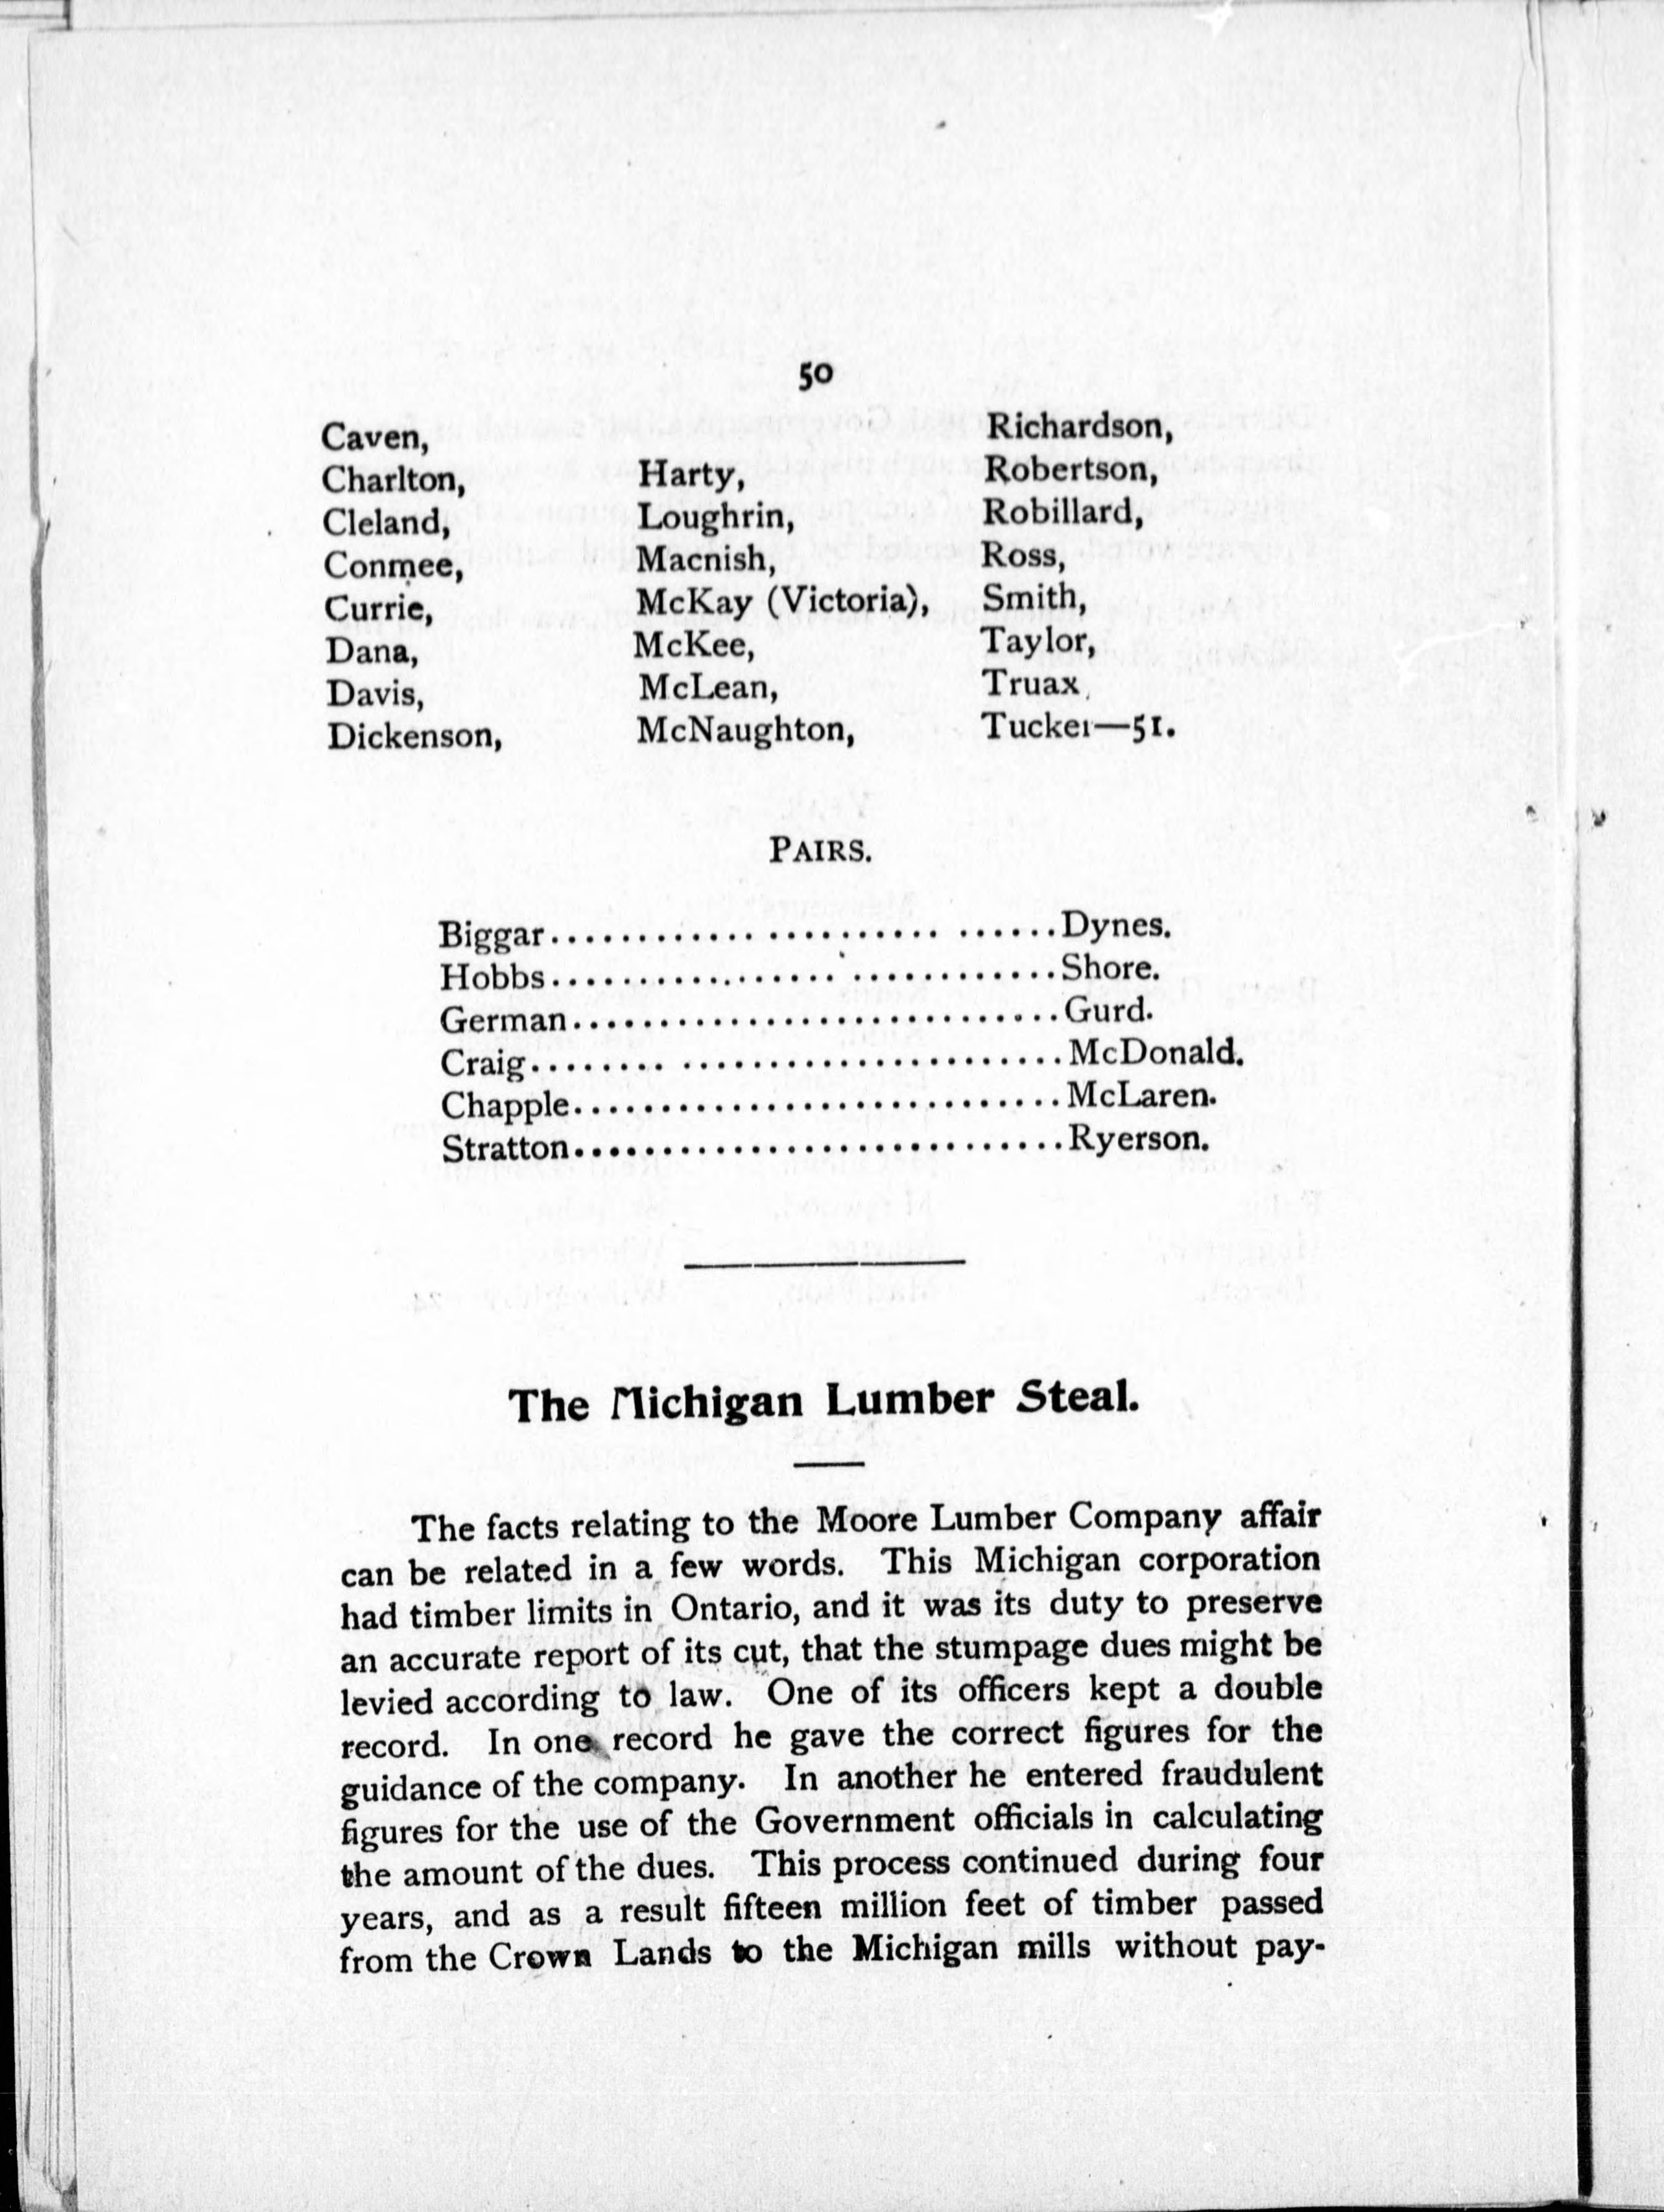 50
Caven, Richardson,
Charlton, Harty, Robertson,
Cleland, Loughrin, Robillard,
Conmee, Macnish, Ross,
Currie, McKay (Victoria), Smith,
Dana, McKee, Taylor,
Davis, McLean, Truax,
Dickenson, McNaughton, Tucker—51.
PAIRS.
Biggar............ .......... ......Dynes.
Hobbs................. ............Shore.
German.............................Gurd.
Craig........ ......................McDonald.
Chapple.............................McLaren.
Stratton.............................Ryerson.
The Michigan Lumber Steal.
The facts relating to the Moore Lumber Company affair
can be related in a few words. This Michigan corporation
had timber limits in Ontario, and it was its duty to preserve
an accurate report of its cut, that the stumpage dues might be
levied according to law. One of its officers kept a double
record. In one record he gave the correct figures for the
guidance of the company. In another he entered fraudulent
figures for the use of the Government officials in calculating
the amount of the dues. This process continued during four
years, and as a result fifteen million feet of timber passed
from the Crown Lands to the Michigan mills without pay-